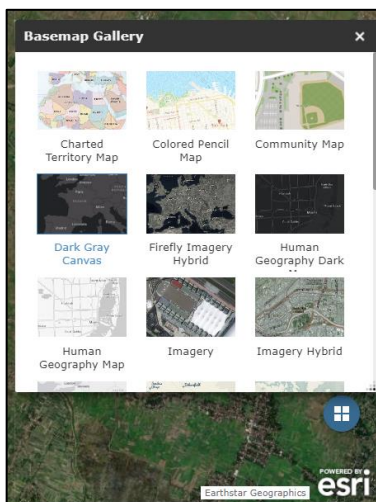 Basemap Gallery ×
Charted Territory Map
Colored Pencil Map
Community Map
Dark Gray Canvas
Firefly Imagery Hybrid
Human Geography Dark
Human Geography Map
Imagery
Imagery Hybrid
Earthstar Geographics
POWERED BY
esri